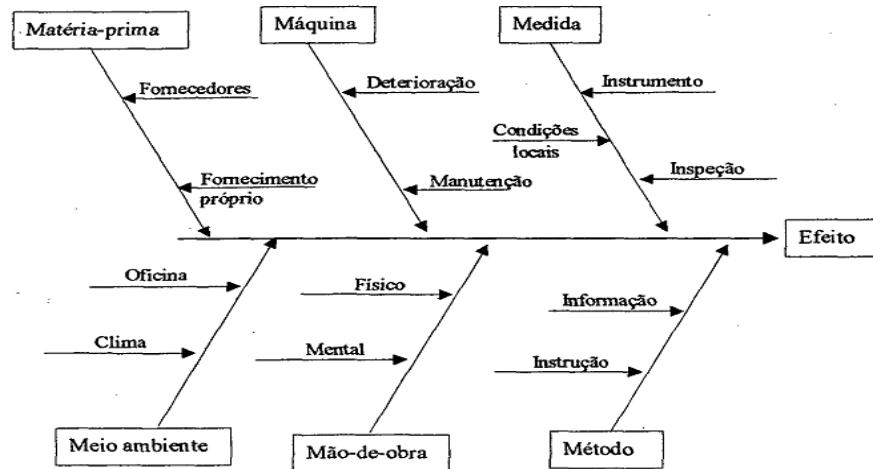 Matéria-prima
Máquina
Medida
Fornecedores
Deterioração
Instrumento
Condições
locais
Fornecimento
próprio
Manutenção
Inspeção
Efeito
Oficina
Físico
Informação
Clima
Mental
Instrução
Meio ambiente
Mão-de-obra
Método